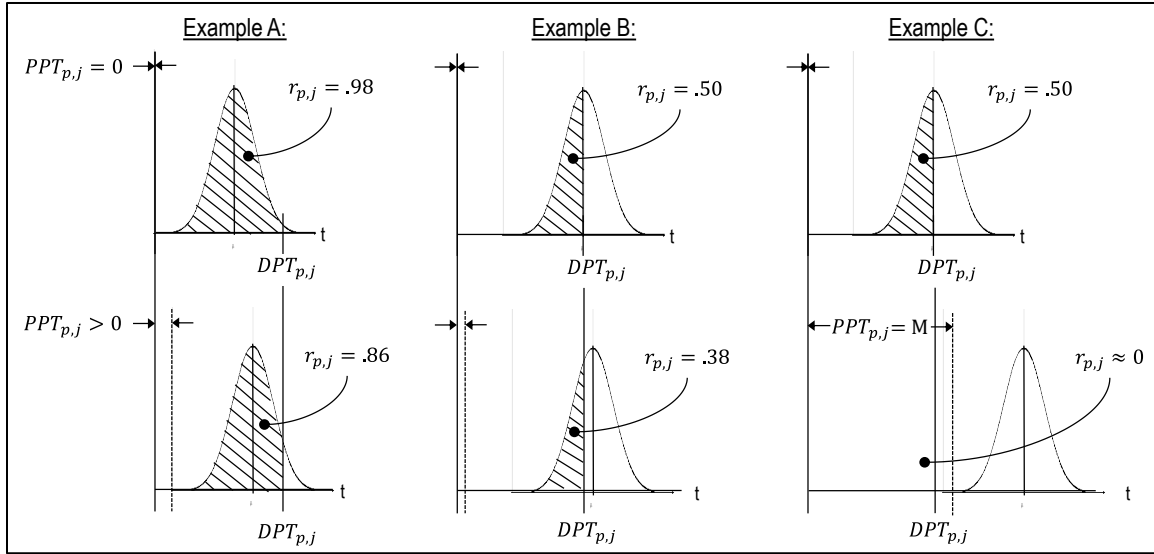 Example A:
Example B:
Example C:
PPT_{p,j} = 0
r_{p,j} = .98
r_{p,j} = .50
r_{p,j} = .50
t
t
t
DPT_{p,j}
DPT_{p,j}
DPT_{p,j}
PPT_{p,j} > 0
PPT_{p,j} = M
r_{p,j} = .86
r_{p,j} = .38
r_{p,j} ≈ 0
t
t
t
DPT_{p,j}
DPT_{p,j}
DPT_{p,j}